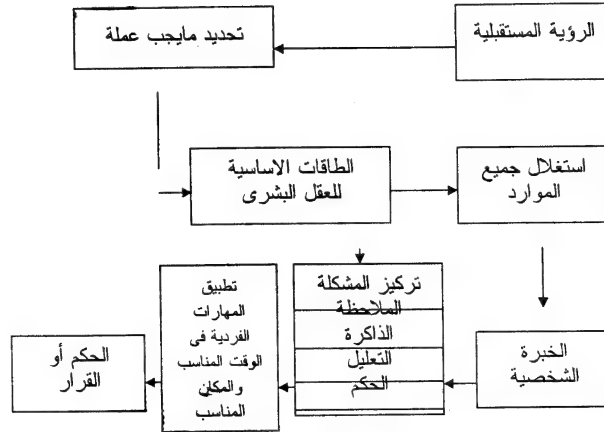 الرؤية المستقبلية
تحديد مايجب عملة
استغلال جميع
الموارد
الطاقات الاساسية
للعقل البشرى
تركيز المشكلة
الملاحظة
الذاكرة
التعليل
الحكم
تطبيق
المهارات
الفردية فى
الوقت المناسب
والمكان
المناسب
الخبرة
الشخصية
الحكم أو
القرار